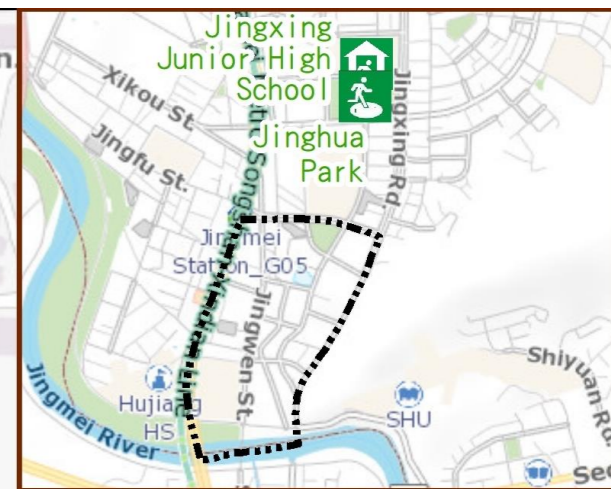 Jingxing
Junior High
School
Jinghua
Park
Xikou St.
Jingfu St.
Jingxing Rd.
Jingmei
Station_G05
Jingwen St.
Hujiang
HS
SHU
Shiyuan Rd.
Jingmei River